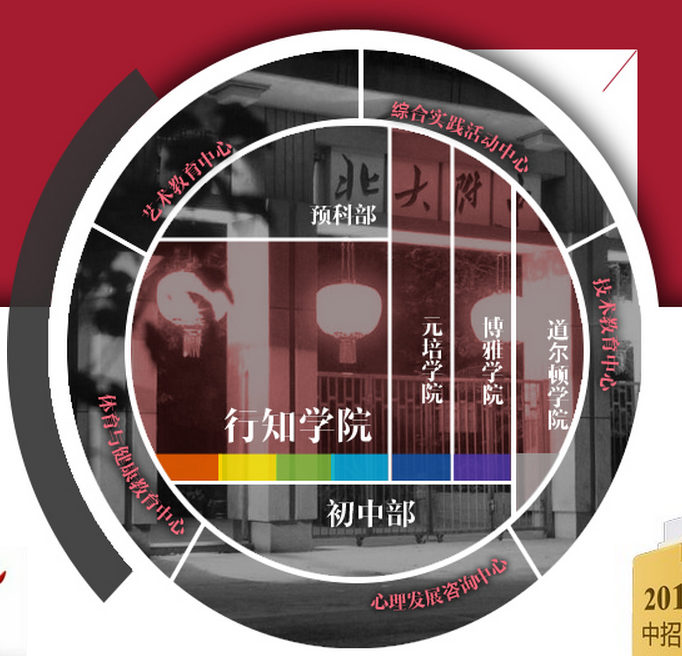 综合实践活动中心
艺术教育中心
北大附
预科部
技术教育中心
元培学院
博雅学院
道尔顿学院
行知学院
体育与健康教育中心
初中部
心理发展咨询中心
201
中招